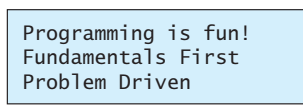 Programming is fun!
Fundamentals First
Problem Driven